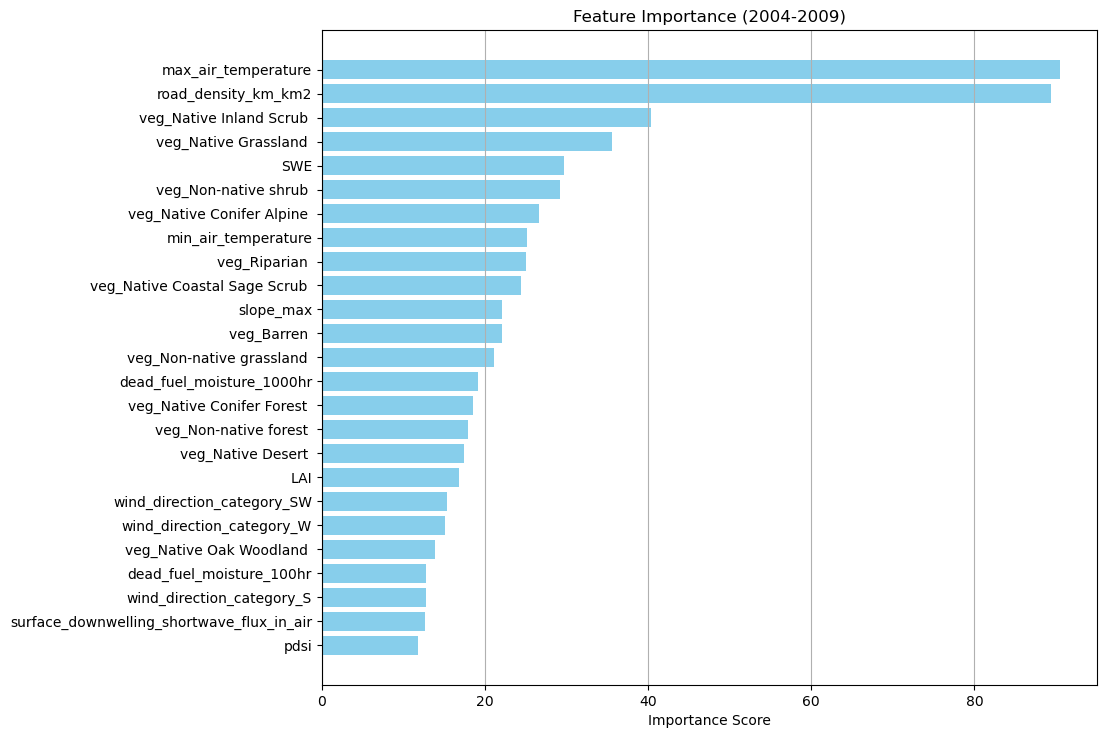 Feature Importance (2004-2009)
max_air_temperature
road_density_km_km2
veg_Native Inland Scrub
veg_Native Grassland
SWE
veg_Non-native shrub
veg_Native Conifer Alpine
min_air_temperature
veg_Riparian
veg_Native Coastal Sage Scrub
slope_max
veg_Barren
veg_Non-native grassland
dead_fuel_moisture_1000hr
veg_Native Conifer Forest
veg_Non-native forest
veg_Native Desert
LAI
wind_direction_category_SW
wind_direction_category_W
veg_Native Oak Woodland
dead_fuel_moisture_100hr
wind_direction_category_S
surface_downwelling_shortwave_flux_in_air
pdsi
0 20 40 60 80
Importance Score